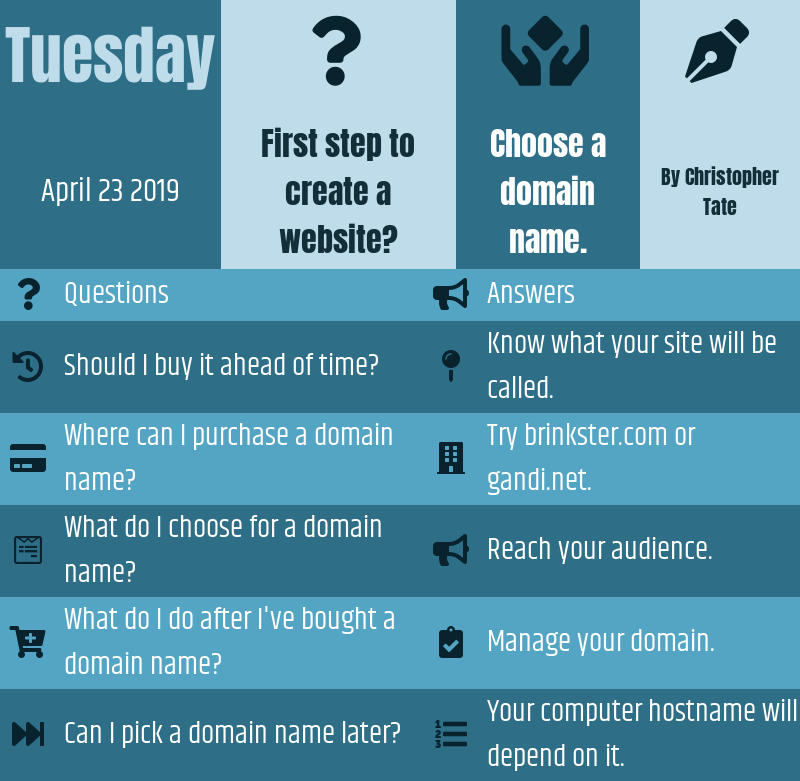 Tuesday
April 23 2019
First step to
create a
website?
Choose a
domain
name.
By Christopher
Tate
Questions
Answers
Should I buy it ahead of time?
Know what your site will be
called.
Where can I purchase a domain
name?
Try brinkster.com or
gandi.net.
What do I choose for a domain
name?
Reach your audience.
What do I do after I've bought a
domain name?
Manage your domain.
Can I pick a domain name later?
Your computer hostname will
depend on it.